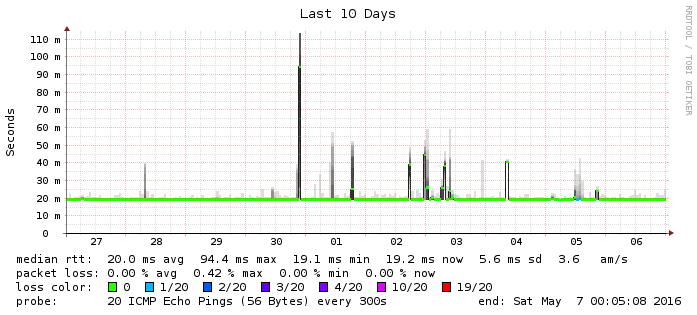 Last 10 Days
RRDTOOL / TOBI OETIKER
Seconds
110 m
100 m
90 m
80 m
70 m
60 m
50 m
40 m
30 m
20 m
10 m
0
27 28 29 30 01 02 03 04 05 06
median rtt: 20.0 ms avg 94.4 ms max 19.1 ms min 19.2 ms now 5.6 ms sd 3.6 am/s
packet loss: 0.00 % avg 0.42 % max 0.00 % min 0.00 % now
loss color: 0 1/20 2/20 3/20 4/20 10/20 19/20
probe: 20 ICMP Echo Pings (56 Bytes) every 300s end: Sat May 7 00:05:08 2016